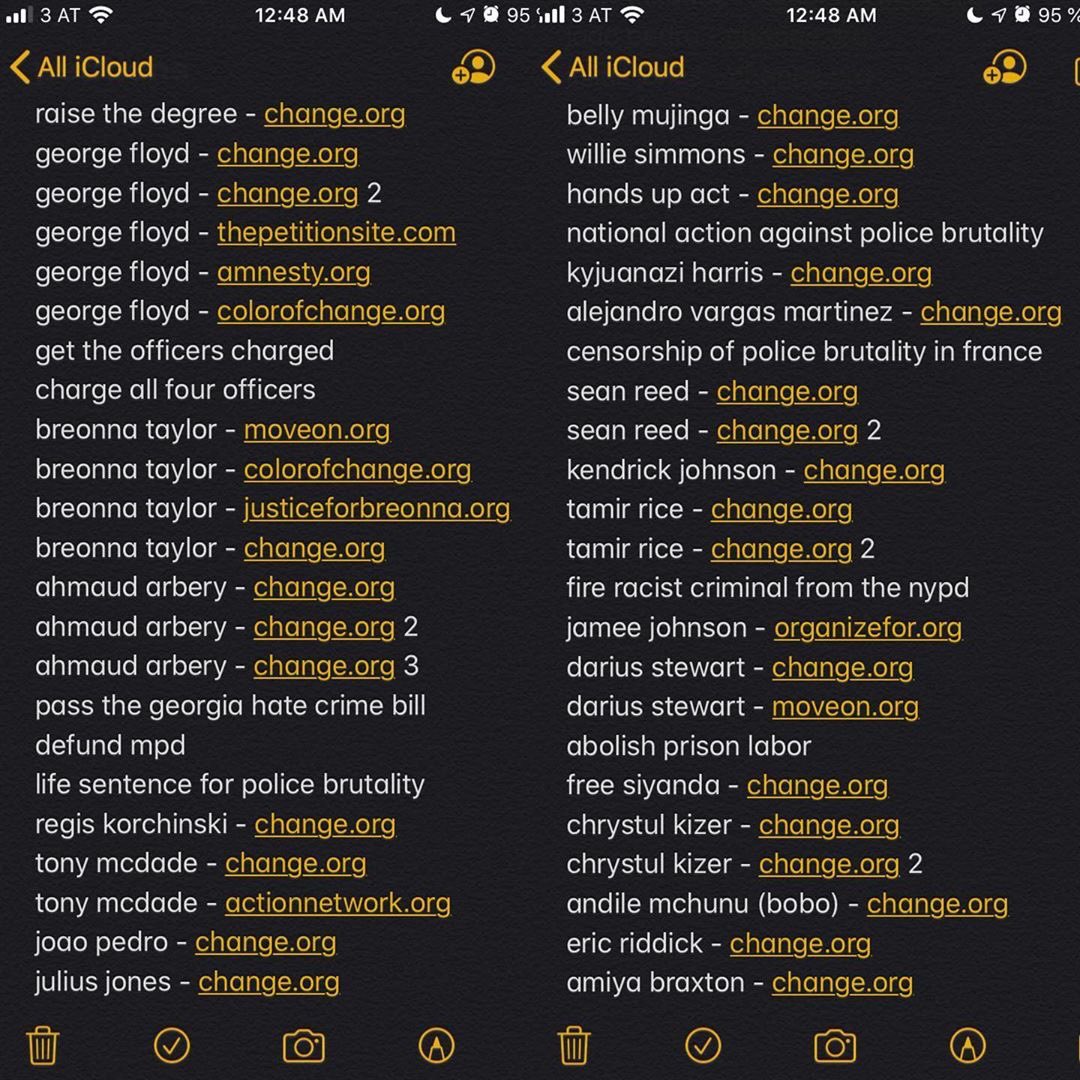 3 AT 12:48 AM 95
All iCloud
raise the degree - change.org
george floyd - change.org
george floyd - change.org 2
george floyd - thepetitionsite.com
george floyd - amnesty.org
george floyd - colorofchange.org
get the officers charged
charge all four officers
breonna taylor - moveon.org
breonna taylor - colorofchange.org
breonna taylor - justiceforbreonna.org
breonna taylor - change.org
ahmaud arbery - change.org
ahmaud arbery - change.org 2
ahmaud arbery - change.org 3
pass the georgia hate crime bill
defund mpd
life sentence for police brutality
regis korchinski - change.org
tony mcdade - change.org
tony mcdade - actionnetwork.org
joao pedro - change.org
julius jones - change.org
3 AT 12:48 AM 95 %
All iCloud
belly mujinga - change.org
willie simmons - change.org
hands up act - change.org
national action against police brutality
kyjuanazi harris - change.org
alejandro vargas martinez - change.org
censorship of police brutality in france
sean reed - change.org
sean reed - change.org 2
kendrick johnson - change.org
tamir rice - change.org
tamir rice - change.org 2
fire racist criminal from the nypd
jamee johnson - organizefor.org
darius stewart - change.org
darius stewart - moveon.org
abolish prison labor
free siyanda - change.org
chrystul kizer - change.org
chrystul kizer - change.org 2
andile mchunu (bobo) - change.org
eric riddick - change.org
amiya braxton - change.org